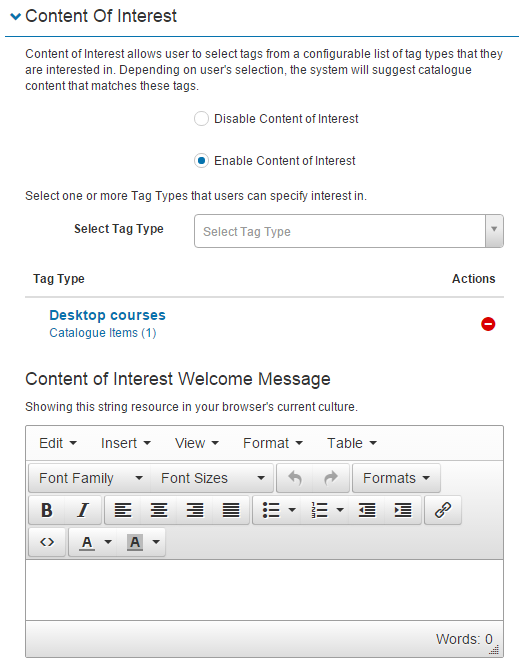 Content Of Interest
Content of Interest allows user to select tags from a configurable list of tag types that they
are interested in. Depending on user's selection, the system will suggest catalogue
content that matches these tags.
Disable Content of Interest
Enable Content of Interest
Select one or more Tag Types that users can specify interest in.
Select Tag Type Select Tag Type
Tag Type Actions
Desktop courses
Catalogue Items (1)
Content of Interest Welcome Message
Showing this string resource in your browser's current culture.
Edit Insert View Format Table
Font Family Font Sizes Formats
B I
A A
Words: 0